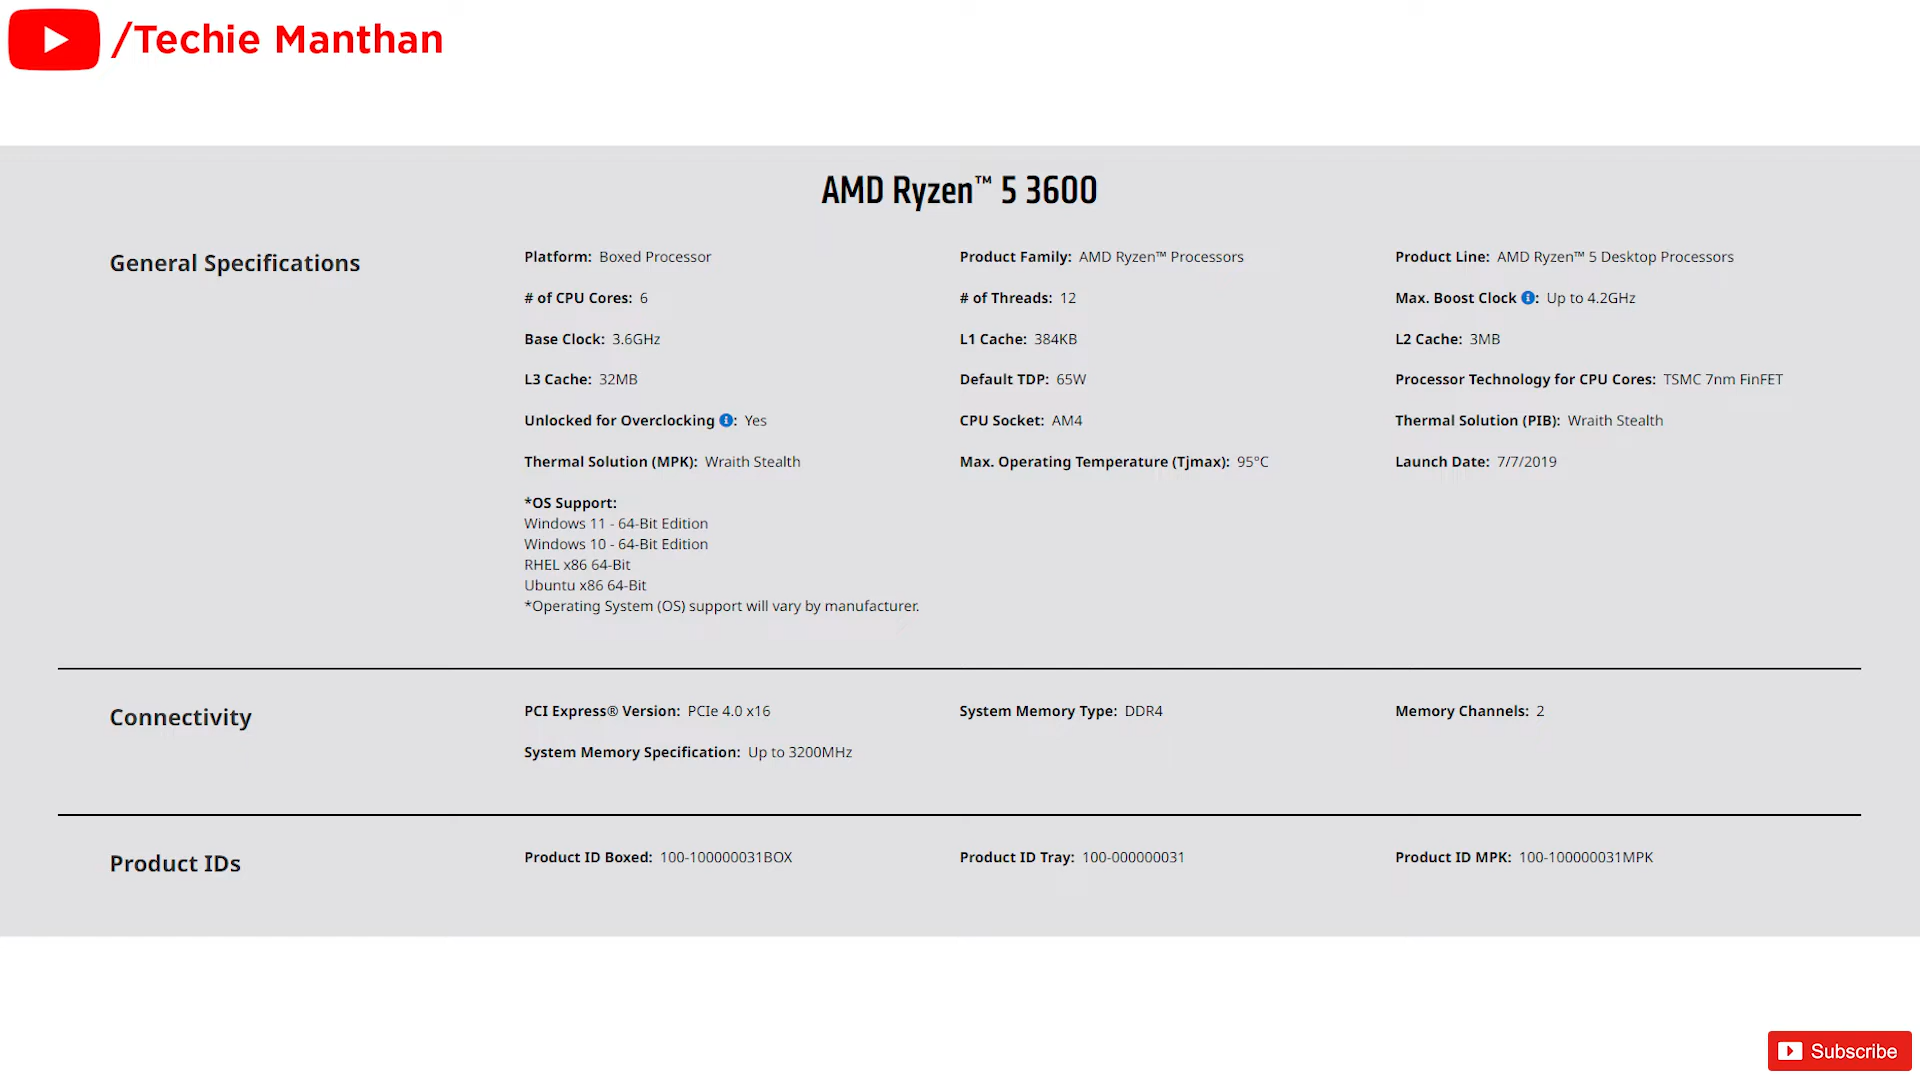 /Techie Manthan
AMD Ryzen™ 5 3600
General Specifications
Platform: Boxed Processor
Product Family: AMD Ryzen™ Processors
Product Line: AMD Ryzen™ 5 Desktop Processors
# of CPU Cores: 6
# of Threads: 12
Max. Boost Clock : Up to 4.2GHz
Base Clock: 3.6GHz
L1 Cache: 384KB
L2 Cache: 3MB
L3 Cache: 32MB
Default TDP: 65W
Processor Technology for CPU Cores: TSMC 7nm FinFET
Unlocked for Overclocking : Yes
CPU Socket: AM4
Thermal Solution (PIB): Wraith Stealth
Thermal Solution (MPK): Wraith Stealth
Max. Operating Temperature (Tjmax): 95°C
Launch Date: 7/7/2019
*OS Support:
Windows 11 - 64-Bit Edition
Windows 10 - 64-Bit Edition
RHEL x86 64-Bit
Ubuntu x86 64-Bit
*Operating System (OS) support will vary by manufacturer.
Connectivity
PCI Express® Version: PCIe 4.0 x16
System Memory Type: DDR4
Memory Channels: 2
System Memory Specification: Up to 3200MHz
Product IDs
Product ID Boxed: 100-100000031BOX
Product ID Tray: 100-000000031
Product ID MPK: 100-100000031MPK
Subscribe